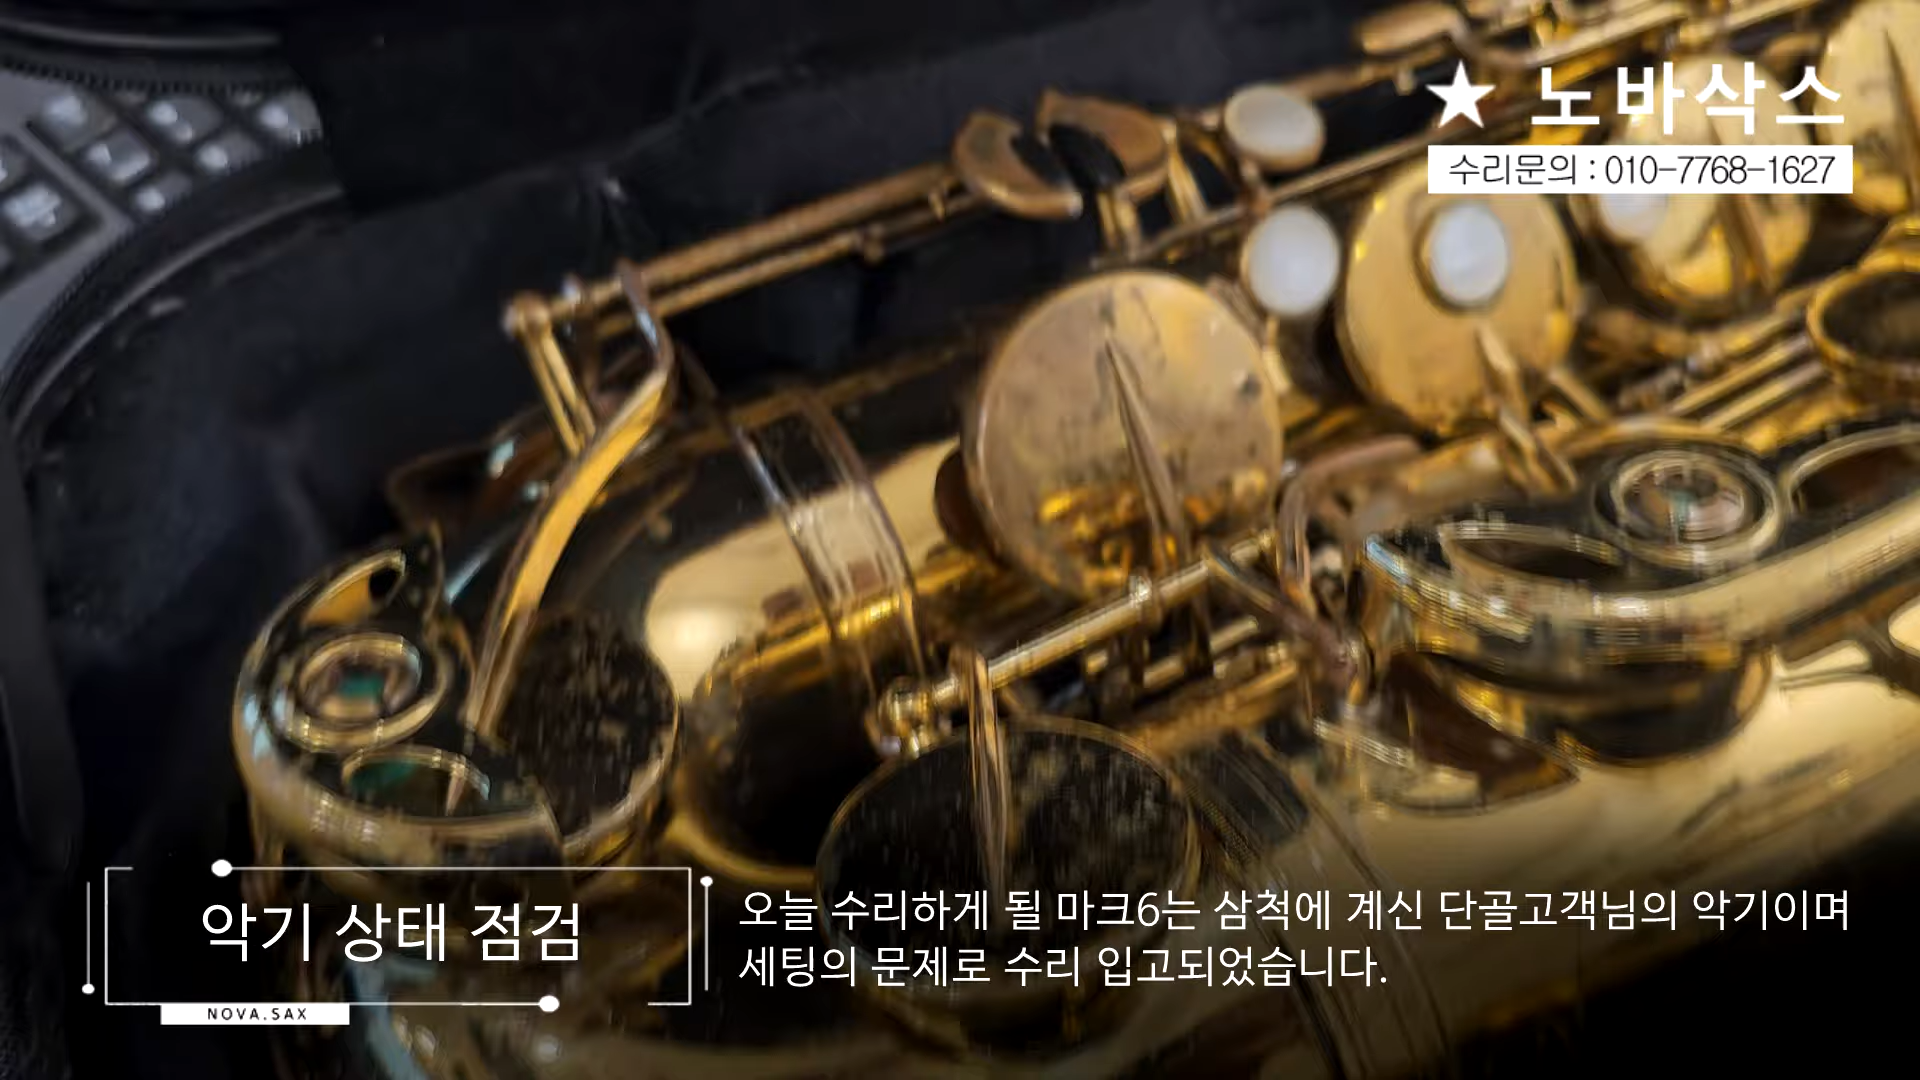 ★ 노바삭스
수리문의 : 010-7768-1627
악기 상태 점검
NOVA.SAX
오늘 수리하게 될 마크6는 삼척에 계신 단골고객님의 악기이며
세팅의 문제로 수리 입고되었습니다.